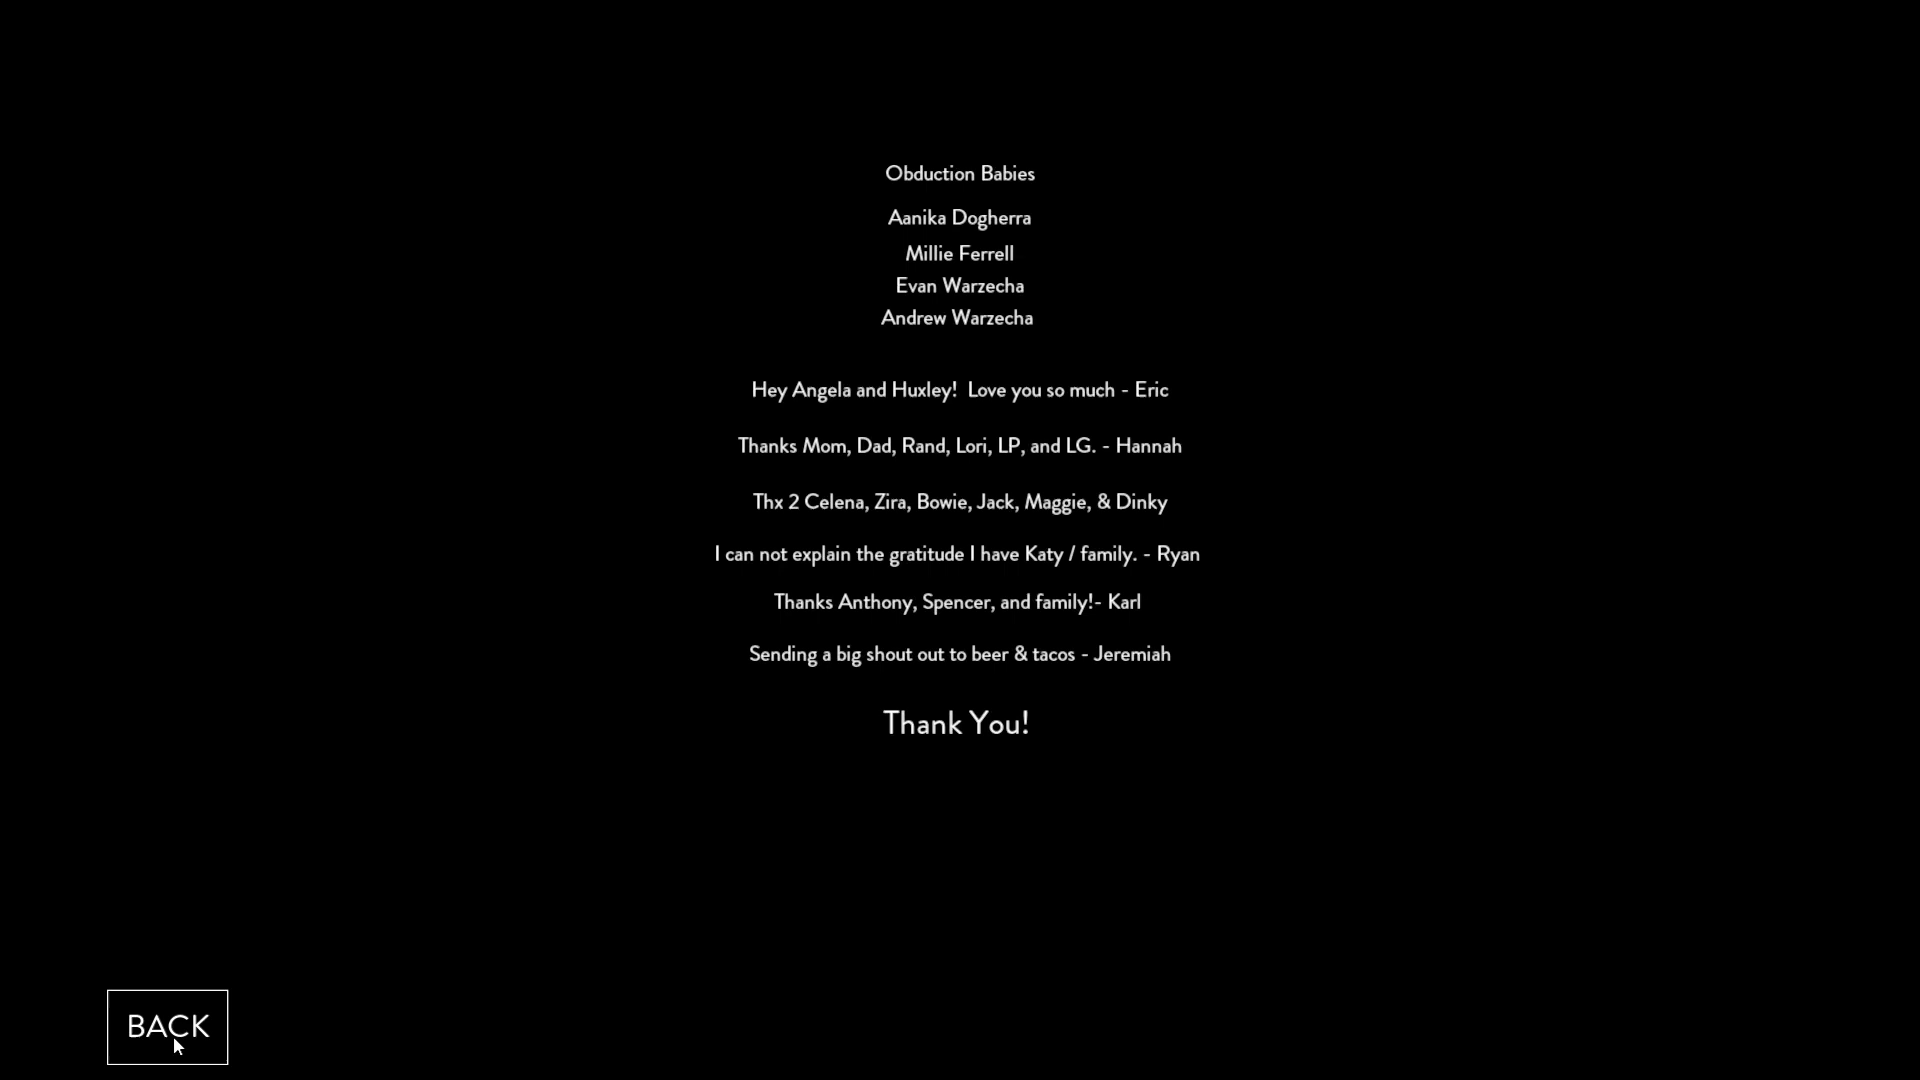 Obduction Babies
Aanika Dogherra
Millie Ferrell
Evan Warzecha
Andrew Warzecha
Hey Angela and Huxley!  Love you so much - Eric
Thanks Mom, Dad, Rand, Lori, LP, and LG. - Hannah
Thx 2 Celena, Zira, Bowie, Jack, Maggie, & Dinky
I can not explain the gratitude I have Katy / family. - Ryan
Thanks Anthony, Spencer, and family!- Karl
Sending a big shout out to beer & tacos - Jeremiah
Thank You!
BACK